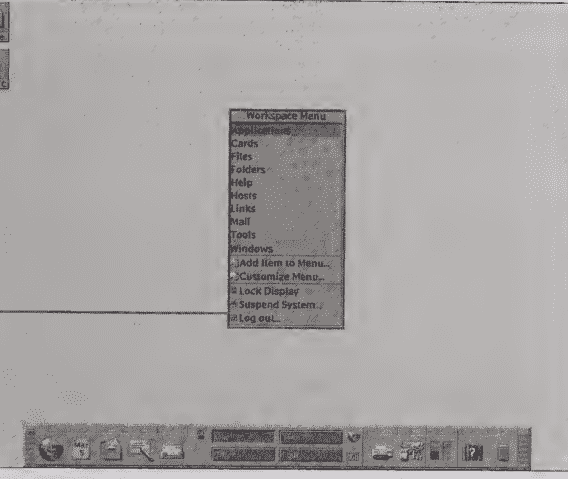 Workspace Menu
Applications
Cards
Files
Folders
Help
Hosts
Links
Mail
Tools
Windows
Add Item to Menu...
Customize Menu...
Lock Display
Suspend System...
Log out...
EXIT
?